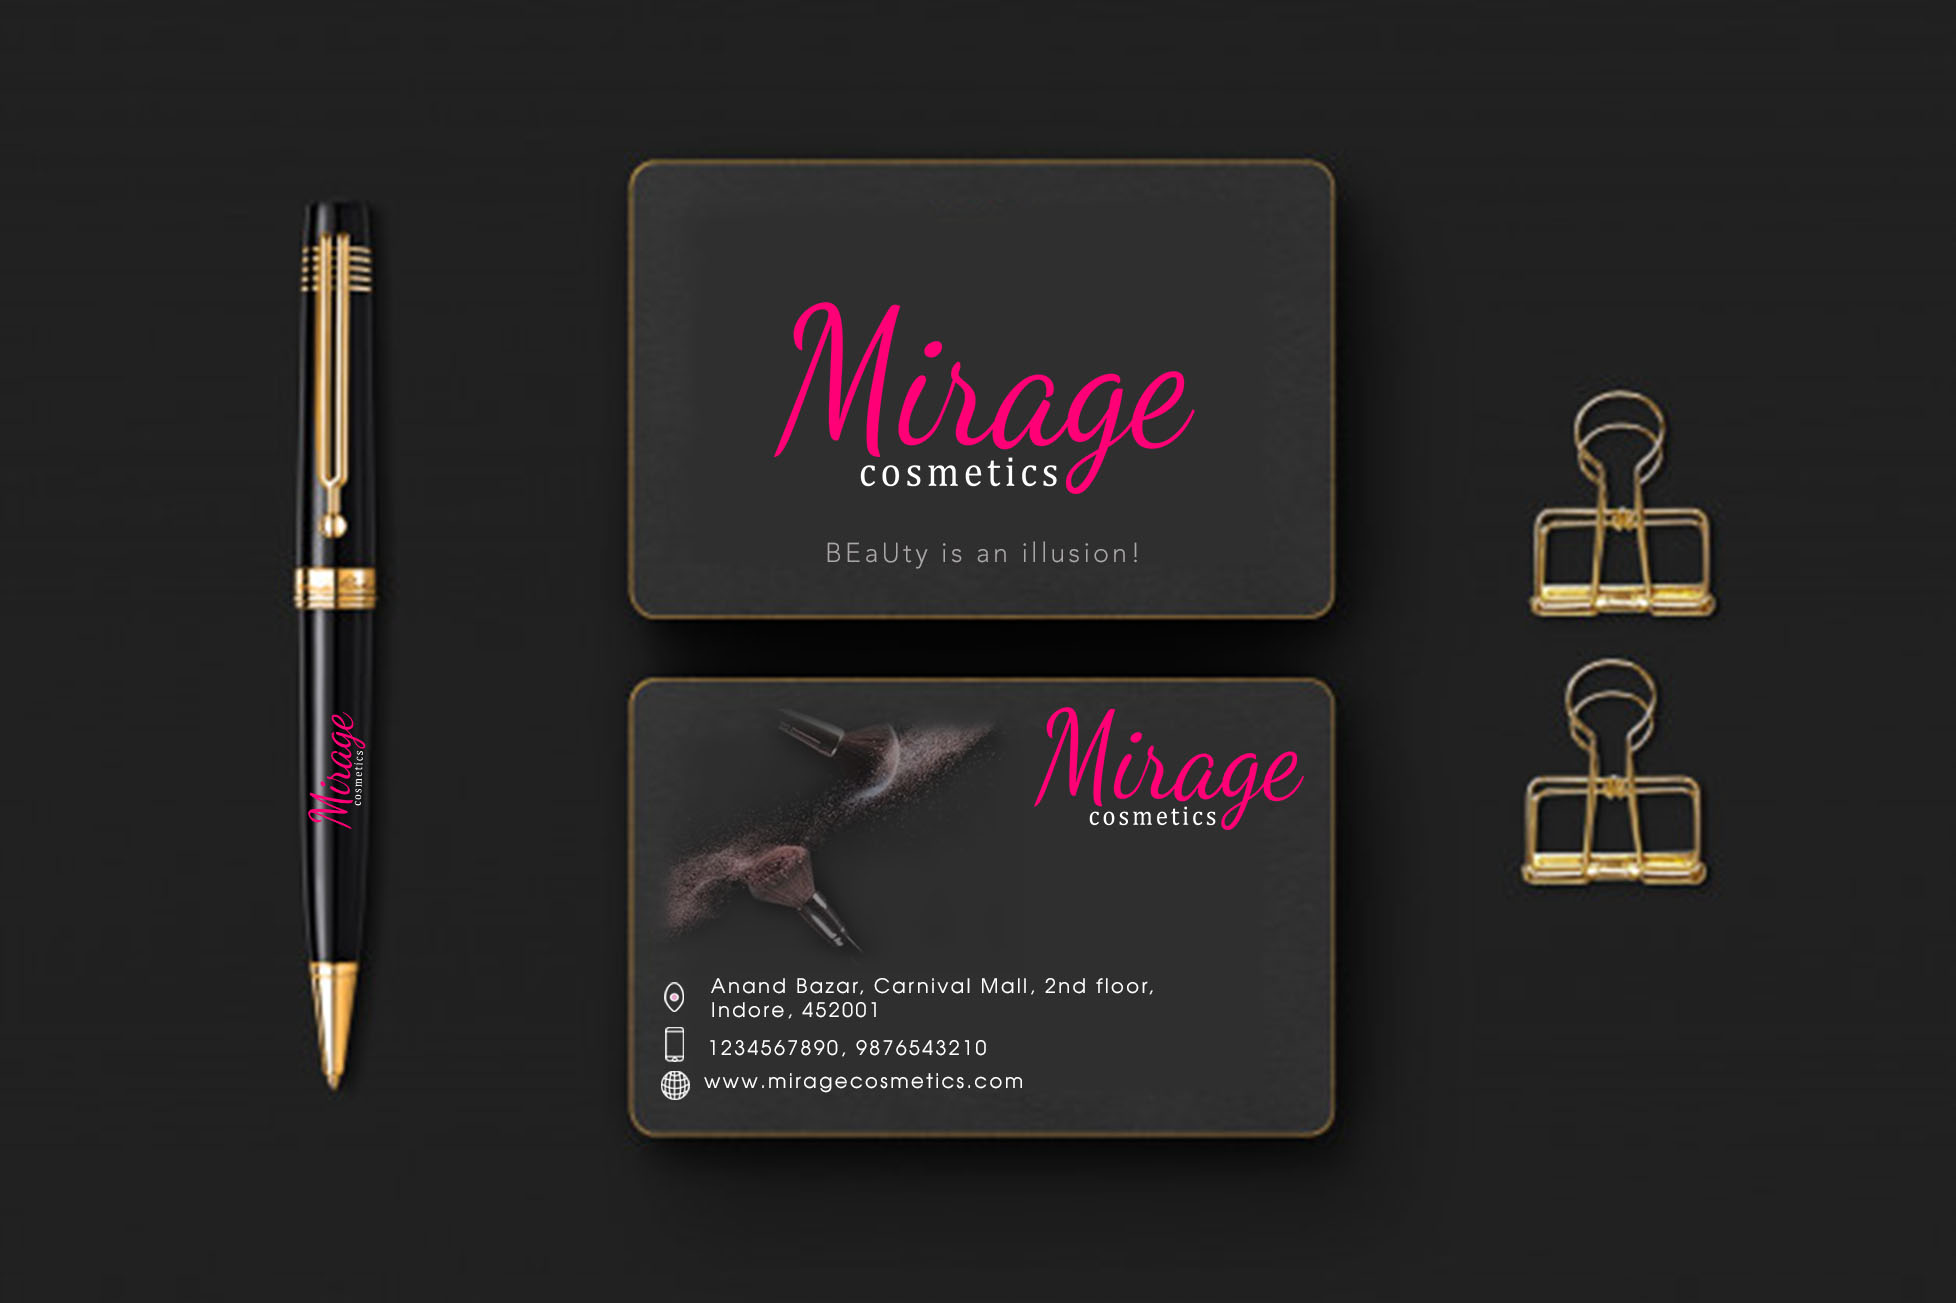 Mirage
cosmetics
BEaUty is an illusion!
Mirage
cosmetics
Mirage
cosmetics
Anand Bazar, Carnival Mall, 2nd floor,
Indore, 452001
1234567890, 9876543210
www.miragecosmetics.com